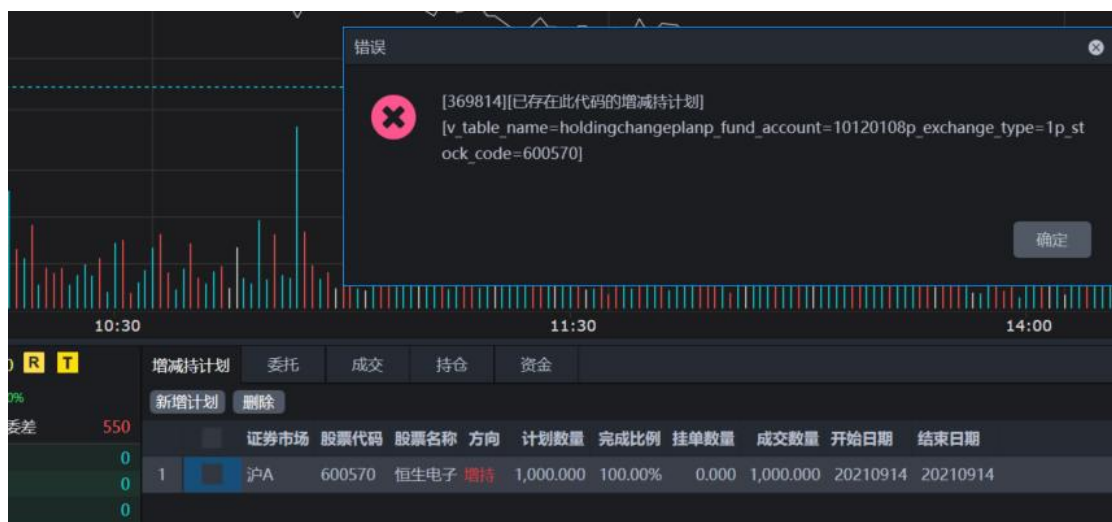 错误
[369814][已存在此代码的增减持计划]
[v_table_name=holdingchangeplanp_fund_account=10120108p_exchange_type=1p_st
ock_code=600570]
确定
10:30 11:30 14:00
R T 增减持计划 委托 成交 持仓 资金
0% 新增计划 删除
委差 550
证券市场 股票代码 股票名称 方向 计划数量 完成比例 挂单数量 成交数量 开始日期 结束日期
0
1 沪A 600570 恒生电子 增持 1,000.000 100.00% 0.000 1,000.000 20210914 20210914
0
0